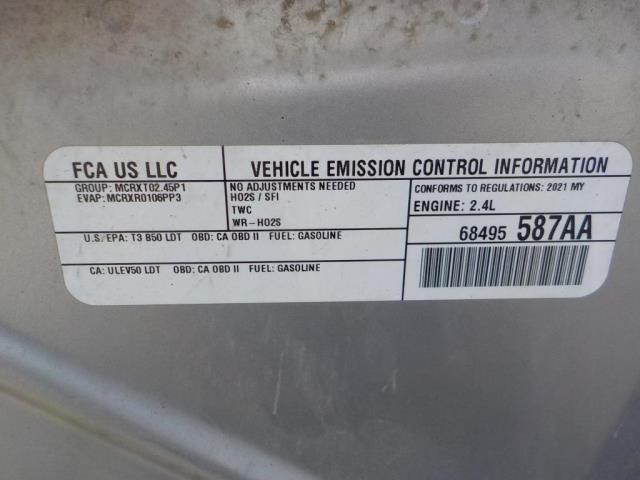 FCA US LLC
GROUP: MCRXT02.45P1
EVAP: MCRXR0106PP3
VEHICLE EMISSION CONTROL INFORMATION
NO ADJUSTMENTS NEEDED
HO2S / SFI
TWC
WR-HO2S
CONFORMS TO REGULATIONS: 2021 MY
ENGINE: 2.4L
U.S. EPA: T3 B50 LDT OBD: CA OBD II FUEL: GASOLINE
CA: ULEV50 LDT OBD: CA OBD II FUEL: GASOLINE
68495 587AA